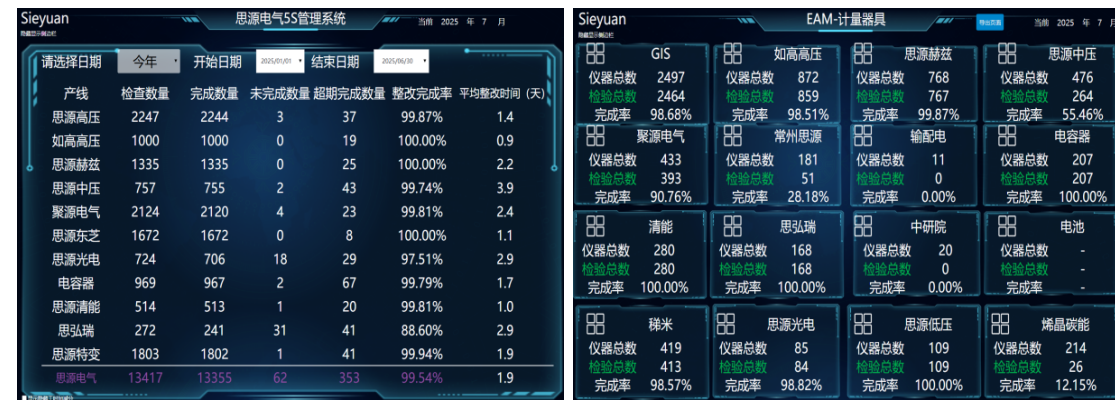 Sieyuan
思源电气5S管理系统
当前 2025 年 7 月
隐藏显示侧边栏
请选择日期 今年 开始日期 2025/01/01 结束日期 2025/06/30
产线 检查数量 完成数量 未完成数量 超期完成数量 整改完成率 平均整改时间（天）
思源高压 2247 2244 3 37 99.87% 1.4
如高高压 1000 1000 0 19 100.00% 0.9
思源赫兹 1335 1335 0 25 100.00% 2.2
思源中压 757 755 2 43 99.74% 3.9
聚源电气 2124 2120 4 23 99.81% 2.4
思源东芝 1672 1672 0 8 100.00% 1.1
思源光电 724 706 18 29 97.51% 2.9
电容器 969 967 2 67 99.79% 1.7
思源清能 514 513 1 20 99.81% 1.0
思弘瑞 272 241 31 41 88.60% 2.9
思源特变 1803 1802 1 41 99.94% 1.9
思源电气 13417 13355 62 353 99.54% 1.9
Sieyuan
EAM-计量器具
当前 2025 年 7 月
隐藏显示侧边栏
GIS 如高高压 思源赫兹 思源中压
仪器总数 2497 仪器总数 872 仪器总数 768 仪器总数 476
检验总数 2464 检验总数 859 检验总数 767 检验总数 264
完成率 98.68% 完成率 98.51% 完成率 99.87% 完成率 55.46%
聚源电气 常州思源 输配电 电容器
仪器总数 433 仪器总数 181 仪器总数 11 仪器总数 207
检验总数 393 检验总数 51 检验总数 0 检验总数 207
完成率 90.76% 完成率 28.18% 完成率 0.00% 完成率 100.00%
清能 思弘瑞 中研院 电池
仪器总数 280 仪器总数 168 仪器总数 20 仪器总数 -
检验总数 280 检验总数 168 检验总数 0 检验总数 -
完成率 100.00% 完成率 100.00% 完成率 0.00% 完成率 -
稀米 思源光电 思源低压 烯晶碳能
仪器总数 419 仪器总数 85 仪器总数 109 仪器总数 214
检验总数 413 检验总数 84 检验总数 109 检验总数 26
完成率 98.57% 完成率 98.82% 完成率 100.00% 完成率 12.15%